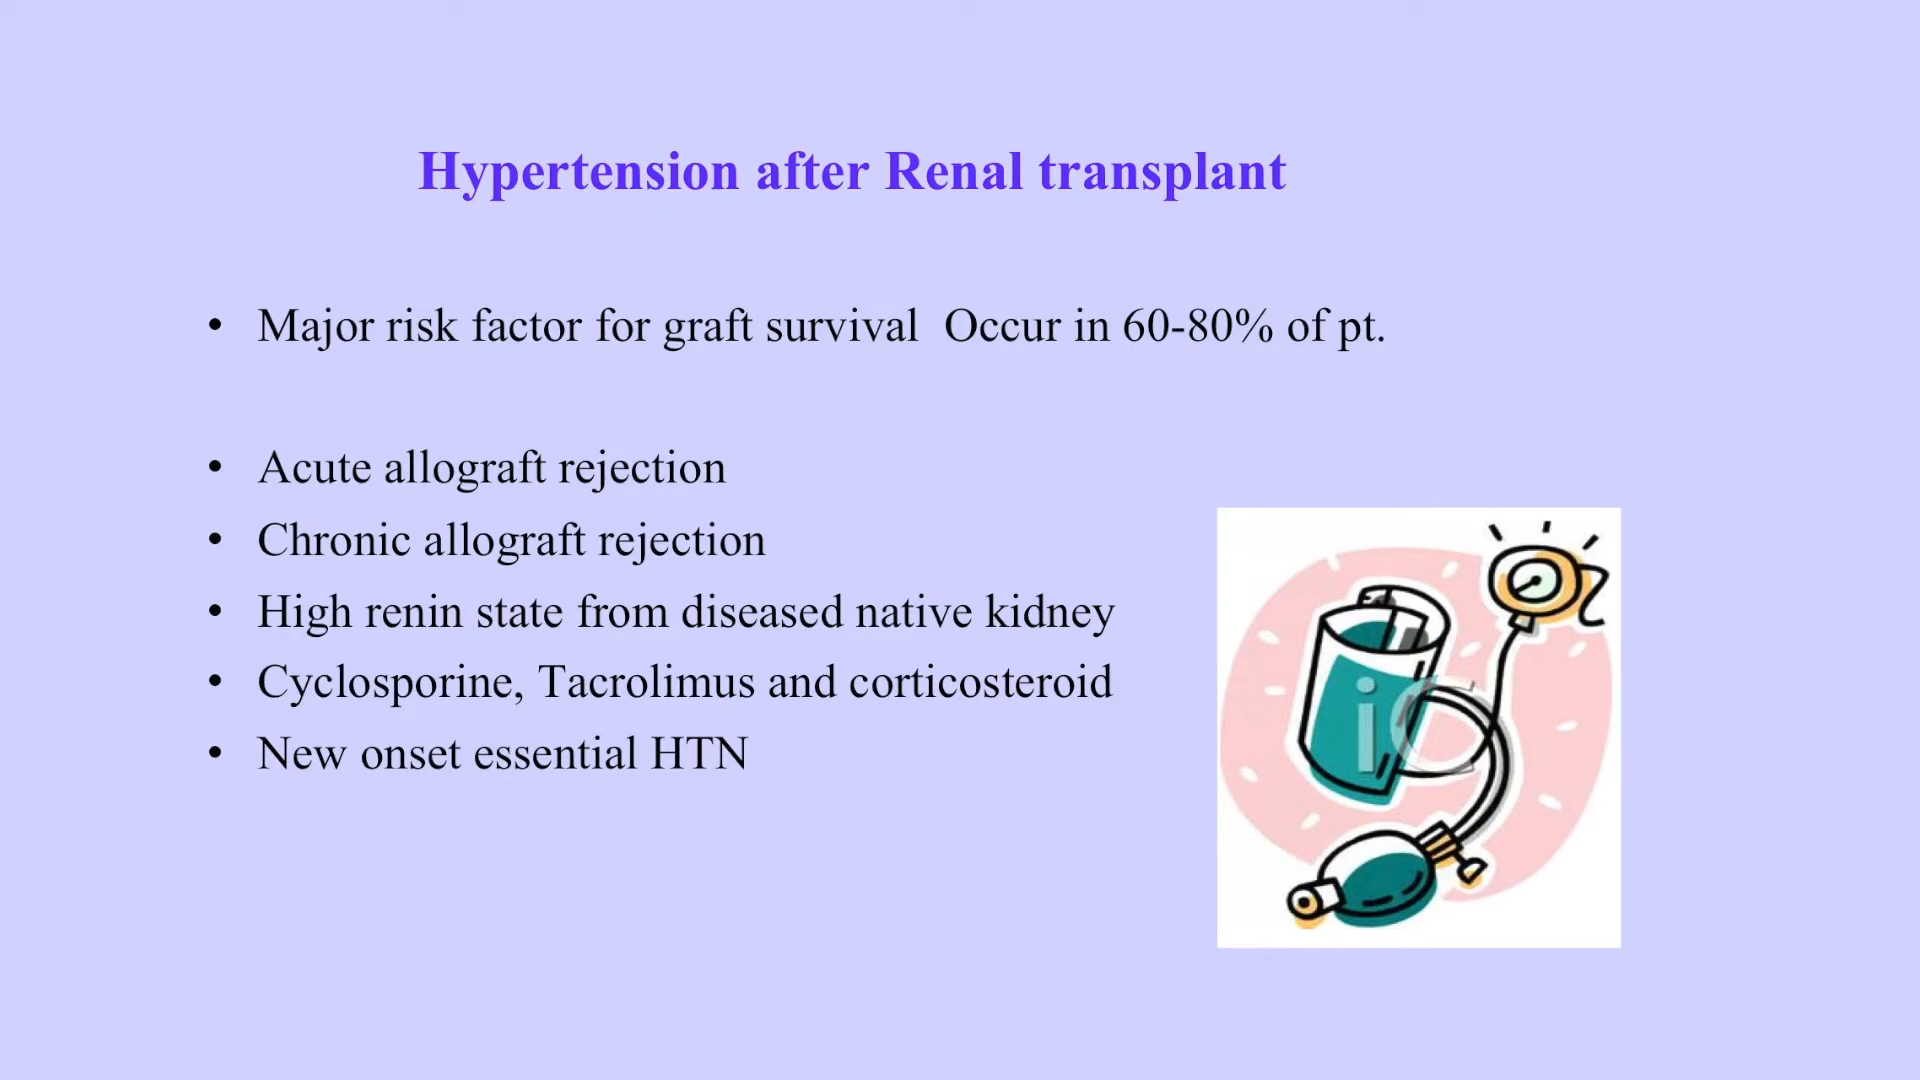 Hypertension after Renal transplant
• Major risk factor for graft survival  Occur in 60-80% of pt.
• Acute allograft rejection
• Chronic allograft rejection
• High renin state from diseased native kidney
• Cyclosporine, Tacrolimus and corticosteroid
• New onset essential HTN
iC